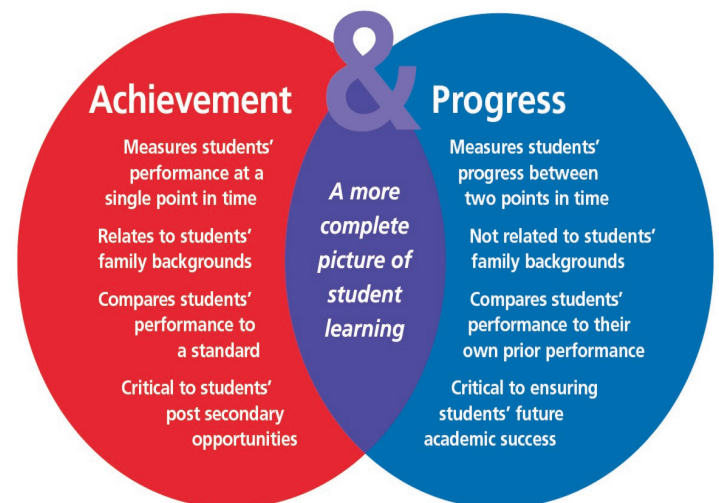 &
Achievement
Measures students’
performance at a
single point in time
Relates to students’
family backgrounds
Compares students’
performance to
a standard
Critical to students’
post secondary
opportunities
A more
complete
picture of
student
learning
Progress
Measures students’
progress between
two points in time
Not related to students’
family backgrounds
Compares students’
performance to their
own prior performance
Critical to ensuring
students’ future
academic success